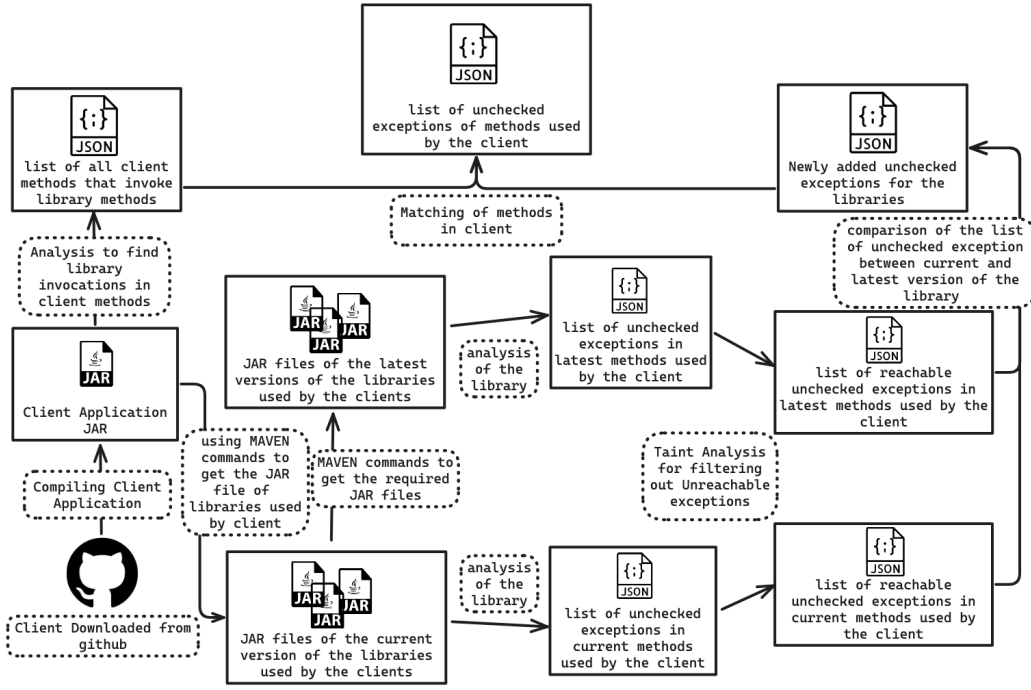 {;}
JSON
list of unchecked
exceptions of methods used
by the client
{;}
JSON
list of all client
methods that invoke
library methods
{;}
JSON
Newly added unchecked
exceptions for the
libraries
Matching of methods
in client
comparison of the list
of unchecked exception
between current and
latest version of the
library
Analysis to find
library
invocations in
client methods
JAR
JAR
JAR
JAR files of the latest
versions of the libraries
used by the clients
analysis
of the
library
{;}
JSON
list of unchecked
exceptions in
latest methods used
by the client
{;}
JSON
list of reachable
unchecked exceptions in
latest methods used by the
client
JAR
Client Application
JAR
using MAVEN
commands to
get the JAR
file of
libraries used
by client
MAVEN commands to
get the required
JAR files
Taint Analysis
for filtering
out Unreachable
exceptions
Compiling Client
Application
Client Downloaded from
github
JAR
JAR
JAR
JAR files of the current
version of the libraries
used by the clients
analysis
of the
library
{;}
JSON
list of unchecked
exceptions in
current methods
used by the client
{;}
JSON
list of reachable
unchecked exceptions in
current methods used by
the client